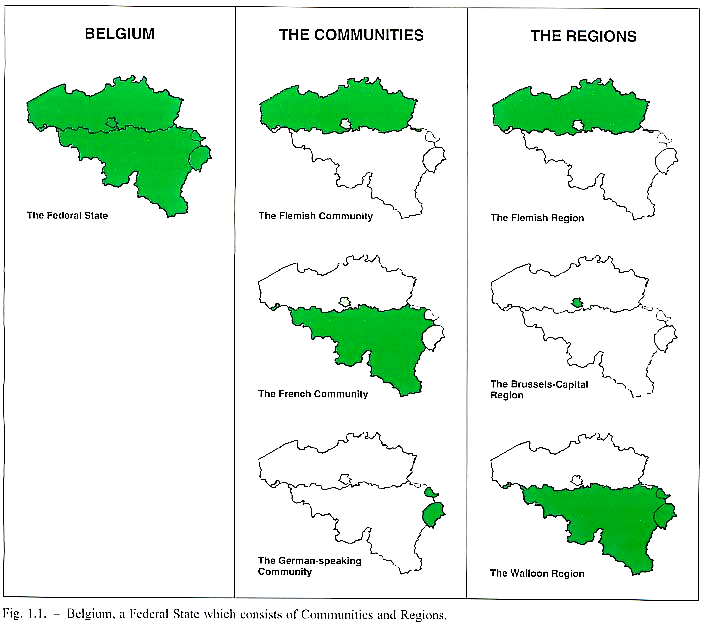 BELGIUM
The Federal State
THE COMMUNITIES
The Flemish Community
The French Community
The German-speaking
Community
THE REGIONS
The Flemish Region
The Brussels-Capital
Region
The Walloon Region
Fig. 1.1. – Belgium, a Federal State which consists of Communities and Regions.